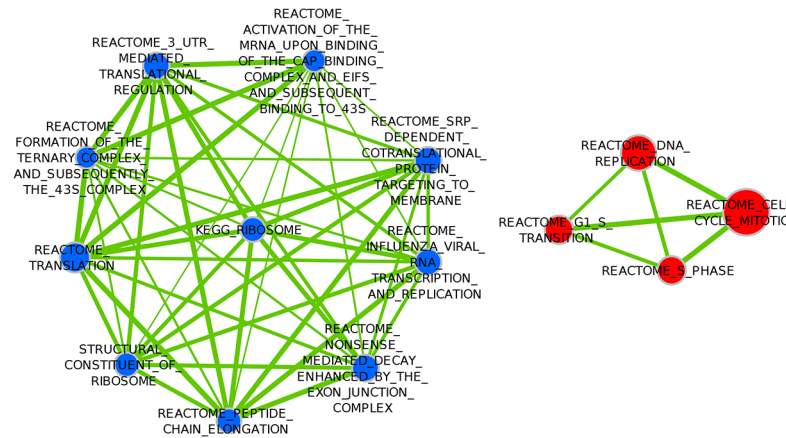 REACTOME_
ACTIVATION_OF_THE_
MRNA_UPON_BINDING_
OF_THE_CAP_BINDING_
COMPLEX_AND_EIFS_
AND_SUBSEQUENT_
BINDING_TO_43S
REACTOME_3_UTR_
MEDIATED_
TRANSLATIONAL_
REGULATION
REACTOME_
FORMATION_OF_THE_
TERNARY_COMPLEX_
AND_SUBSEQUENTLY_
THE_43S_COMPLEX
REACTOME_SRP_
DEPENDENT_
COTRANSLATIONAL_
PROTEIN_
TARGETING_TO_
MEMBRANE
KEGG_RIBOSOME
REACTOME_
TRANSLATION
REACTOME_
INFLUENZA_VIRAL_
RNA_
TRANSCRIPTION_
AND_REPLICATION
STRUCTURAL_
CONSTITUENT_OF_
RIBOSOME
REACTOME_
NONSENSE_
MEDIATED_DECAY_
ENHANCED_BY_THE_
EXON_JUNCTION_
COMPLEX
REACTOME_PEPTIDE_
CHAIN_ELONGATION
REACTOME_DNA_
REPLICATION
REACTOME_CELL
CYCLE_MITOTIC
REACTOME_G1_S_
TRANSITION
REACTOME_S_PHASE